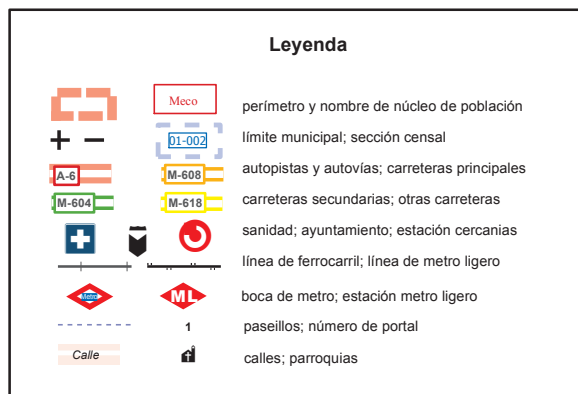 Leyenda
Meco
perímetro y nombre de núcleo de población
01-002
límite municipal; sección censal
A-6
M-608
autopistas y autovías; carreteras principales
M-604
M-618
carreteras secundarias; otras carreteras
sanidad; ayuntamiento; estación cercanias
línea de ferrocarril; línea de metro ligero
Metro
ML
boca de metro; estación metro ligero
1
paseillos; número de portal
Calle
calles; parroquias